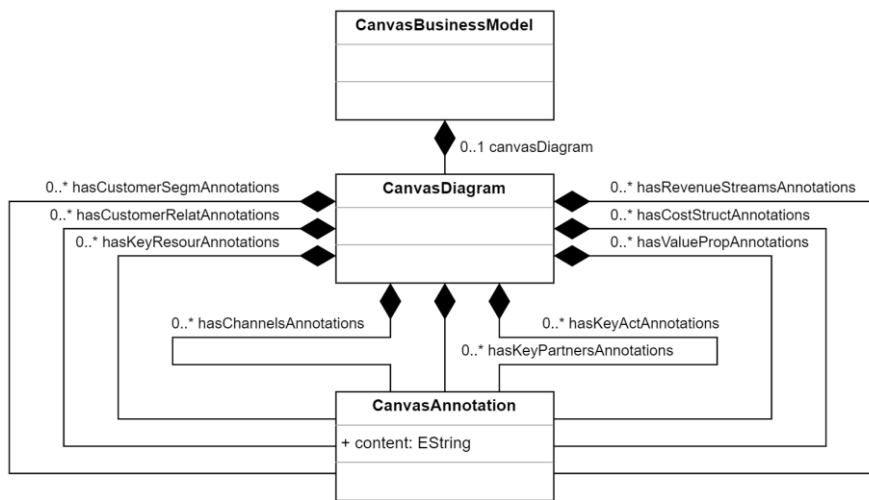 CanvasBusinessModel
0..1 canvasDiagram
0..* hasCustomerSegmAnnotations
CanvasDiagram
0..* hasRevenueStreamsAnnotations
0..* hasCustomerRelatAnnotations
0..* hasCostStructAnnotations
0..* hasKeyResourAnnotations
0..* hasValuePropAnnotations
0..* hasChannelsAnnotations
0..* hasKeyActAnnotations
0..* hasKeyPartnersAnnotations
CanvasAnnotation
+ content: EString